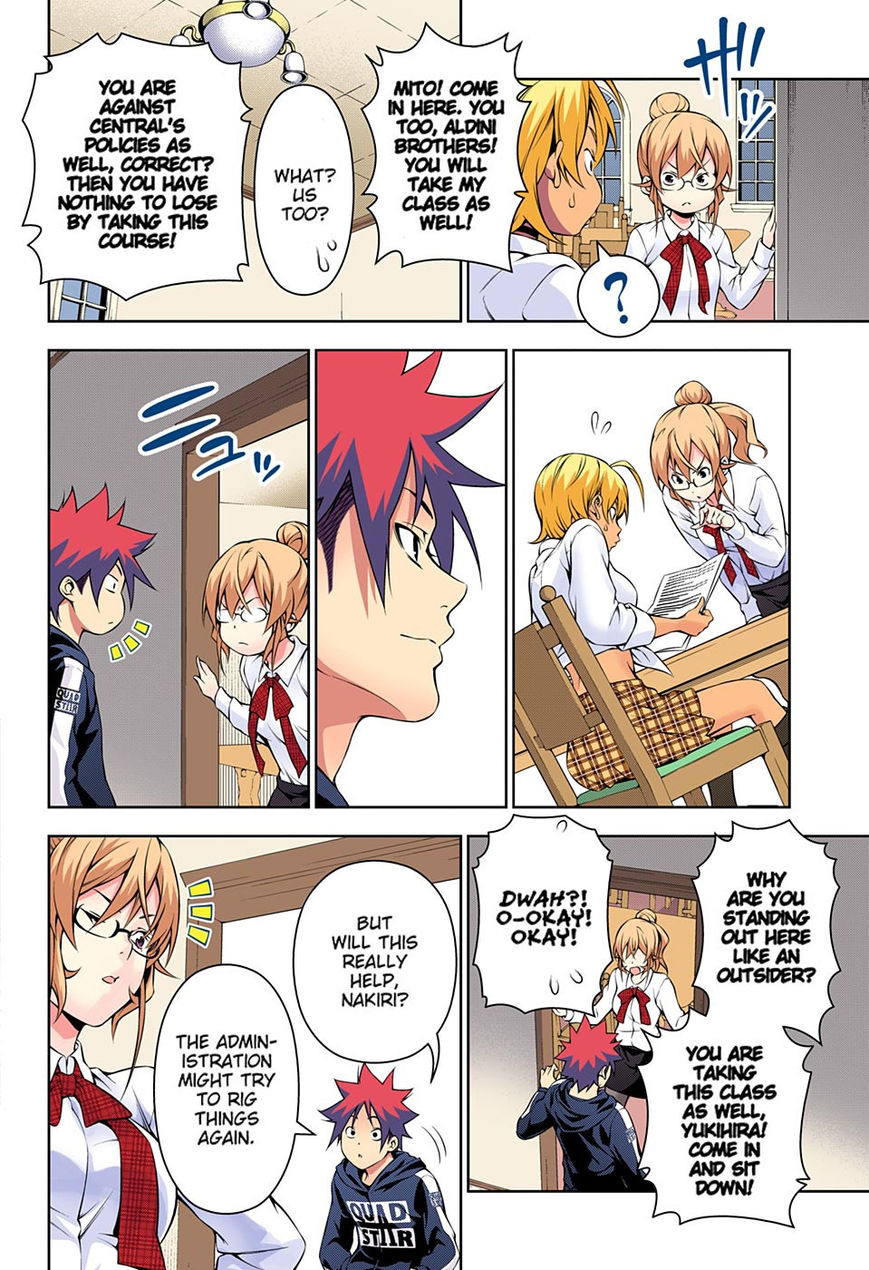 ザッ
MITO! COME
IN HERE. YOU
TOO, ALDINI
BROTHERS!
YOU WILL
TAKE MY
CLASS AS
WELL!
?
WHAT?
US
TOO?
YOU ARE
AGAINST
CENTRAL'S
POLICIES AS
WELL, CORRECT?
THEN YOU HAVE
NOTHING TO LOSE
BY TAKING THIS
COURSE!
ニュッ
QUAD
STIIR
WHY
ARE YOU
STANDING
OUT HERE
LIKE AN
OUTSIDER?
YOU ARE
TAKING
THIS CLASS
AS WELL,
YUKIHIRA!
COME IN
AND SIT
DOWN!
DWAH?!
O-OKAY!
OKAY!
BUT
WILL THIS
REALLY
HELP,
NAKIRI?
THE ADMIN-
ISTRATION
MIGHT TRY
TO RIG
THINGS
AGAIN.
QUAD
STIIR